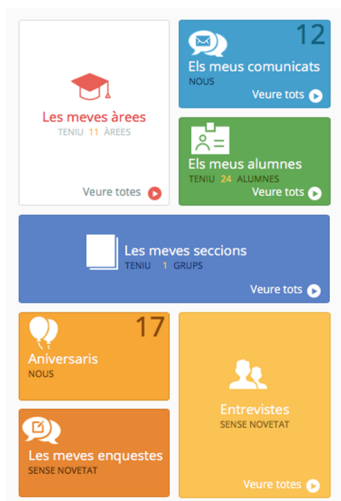 Les meves àrees
TENIU 11 ÀREES
Veure totes
12
Els meus comunicats
NOUS
Veure tots
Els meus alumnes
TENIU 24 ALUMNES
Veure tots
Les meves seccions
TENIU 1 GRUPS
Veure tots
17
Aniversaris
NOUS
Les meves enquestes
SENSE NOVETAT
Entrevistes
SENSE NOVETAT
Veure totes